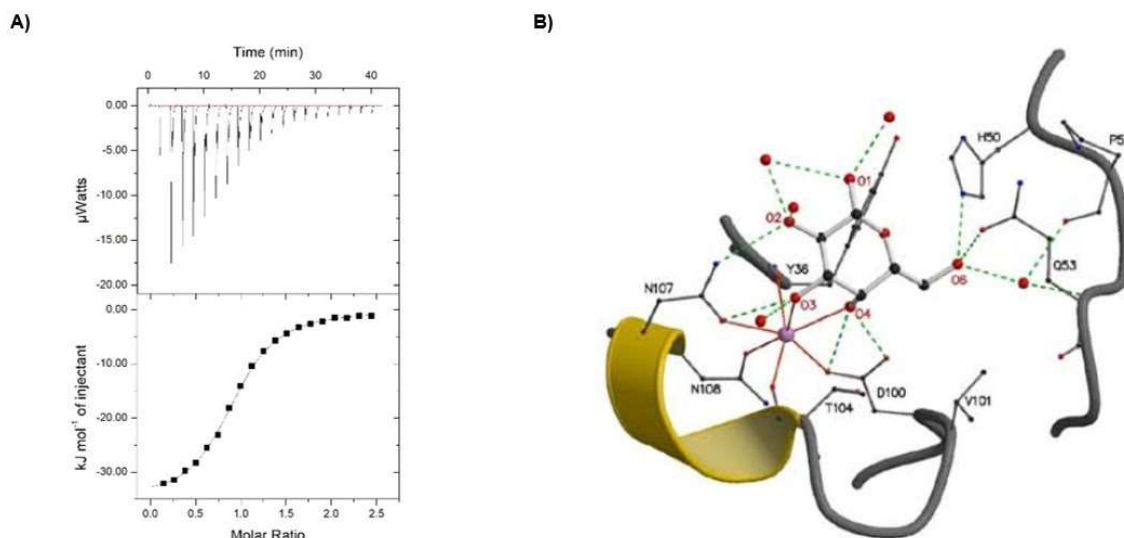 A)
Time (min)
0 10 20 30 40
0.00
-5.00
-10.00
-15.00
-20.00
µWatts
0.00
-10.00
-20.00
-30.00
kJ mol⁻¹ of injectant
0.0 0.5 1.0 1.5 2.0 2.5
Molar Ratio
B)
H50
P5
O1
O2
Y36
O6
Q53
N107
O3
O4
N108
D100
T104
V101